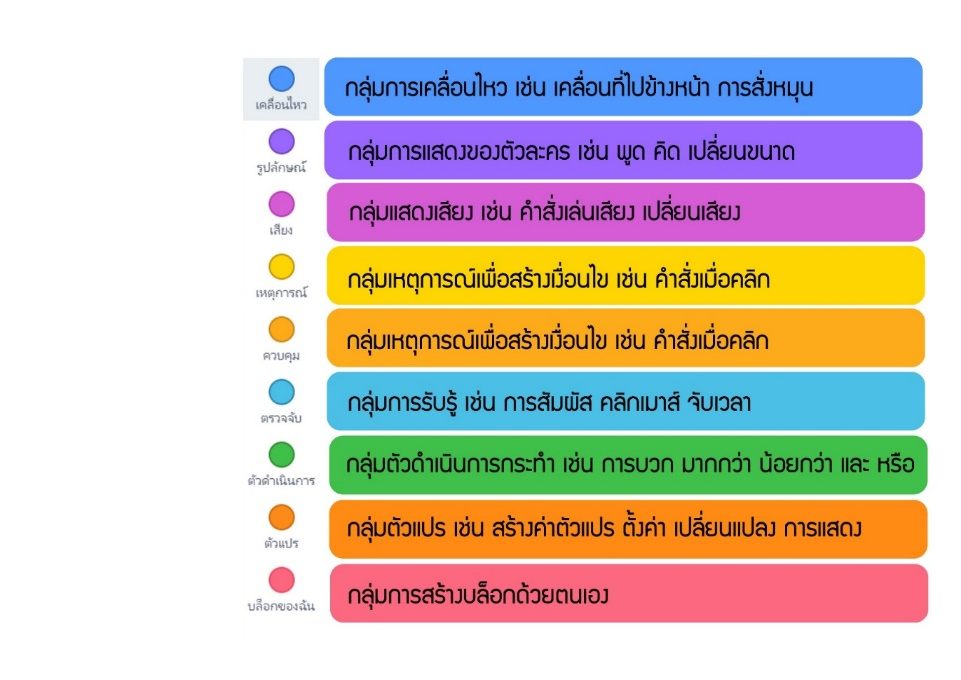 กลุ่มการเคลื่อนไหว เช่น เคลื่อนที่ไปข้างหน้า การสั่งหมุน
เคลื่อนไหว
กลุ่มการแสดงของตัวละคร เช่น พูด คิด เปลี่ยนขนาด
รูปลักษณ์
กลุ่มแสดงเสียง เช่น คำสั่งเล่นเสียง เปลี่ยนเสียง
เสียง
กลุ่มเหตุการณ์เพื่อสร้างเงื่อนไข เช่น คำสั่งเมื่อคลิก
เหตุการณ์
กลุ่มเหตุการณ์เพื่อสร้างเงื่อนไข เช่น คำสั่งเมื่อคลิก
ควบคุม
กลุ่มการรับรู้ เช่น การสัมผัส คลิกเมาส์ จับเวลา
ตรวจจับ
กลุ่มตัวดำเนินการกระทำ เช่น การบวก มากกว่า น้อยกว่า และ หรือ
ตัวดำเนินการ
กลุ่มตัวแปร เช่น สร้างค่าตัวแปร ตั้งค่า เปลี่ยนแปลง การแสดง
ตัวแปร
กลุ่มการสร้างบล็อกด้วยตนเอง
บล็อกของฉัน